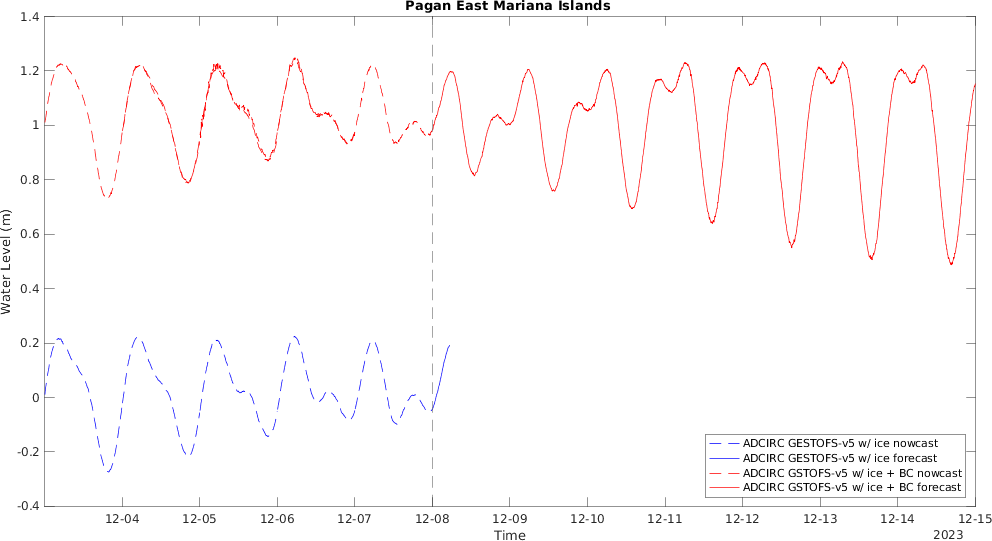 Pagan East Mariana Islands
1.4
1.2
1
0.8
0.6
0.4
0.2
0
-0.2
-0.4
Water Level (m)
ADCIRC GESTOFS-v5 w/ ice nowcast
ADCIRC GESTOFS-v5 w/ ice forecast
ADCIRC GSTOFS-v5 w/ ice + BC nowcast
ADCIRC GSTOFS-v5 w/ ice + BC forecast
12-04 12-05 12-06 12-07 12-08 12-09 12-10 12-11 12-12 12-13 12-14 12-15
Time
2023